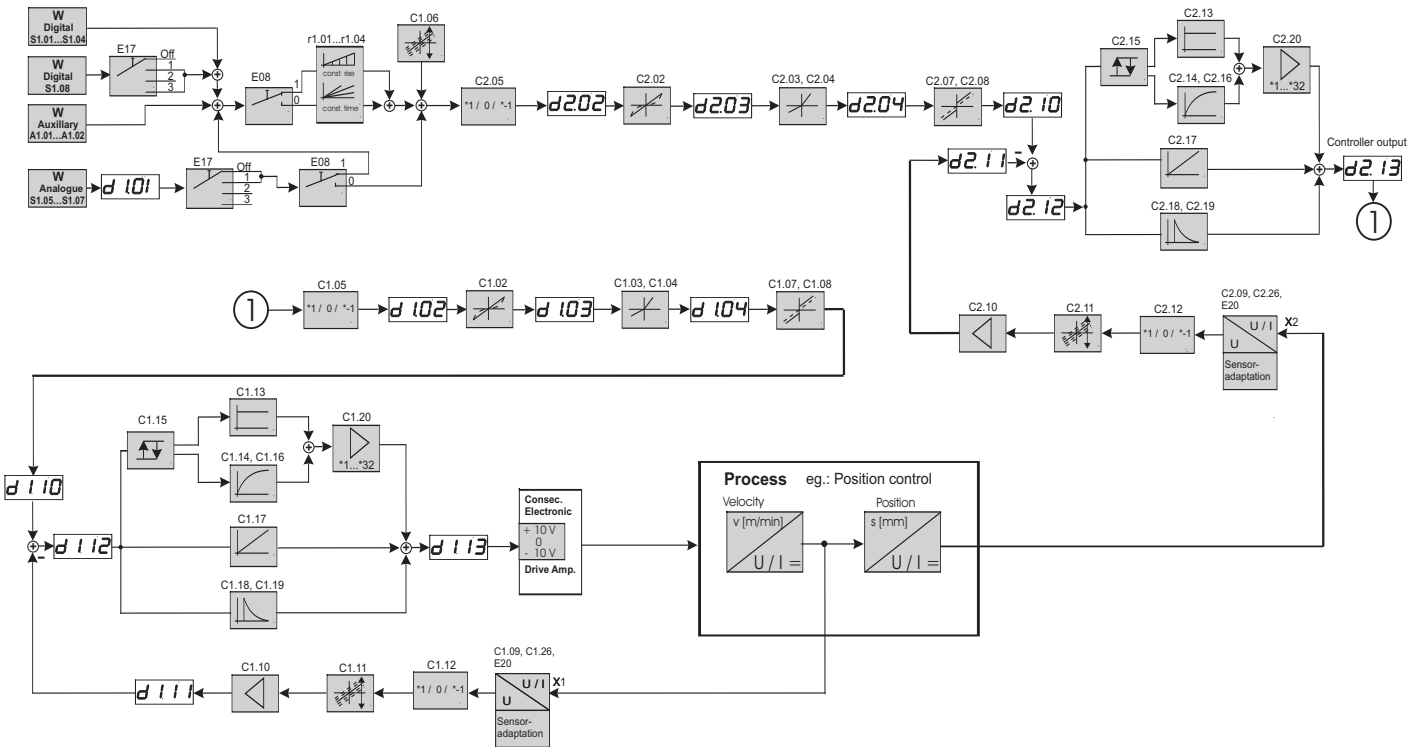 W
Digital
S1.01...S1.04
E17
Off
1
2
3
W
Digital
S1.08
W
Auxillary
A1.01...A1.02
E08
1
0
r1.01...r1.04
const. rise
const. time
C1.06
C2.05
*1 / 0 / *-1
d2.02
C2.02
d2.03
C2.03, C2.04
d2.04
C2.07, C2.08
d2.10
W
Analogue
S1.05...S1.07
d1.01
E17
Off
1
2
3
E08
1
0
d2.11
-
d2.12
C2.15
C2.13
C2.14, C2.16
C2.20
*1...*32
C2.17
C2.18, C2.19
Controller output
d2.13
1
1
C1.05
*1 / 0 / *-1
d1.02
C1.02
d1.03
C1.03, C1.04
d1.04
C1.07, C1.08
C2.10
C2.11
C2.12
*1 / 0 / *-1
C2.09, C2.26,
E20
U / I
U
X2
Sensor-
adaptation
d1.10
-
d1.12
C1.15
C1.13
C1.14, C1.16
C1.20
*1...*32
C1.17
C1.18, C1.19
d1.13
Consec.
Electronic
+ 10 V
0
- 10 V
Drive Amp.
Process eg.: Position control
Velocity
v [m/min]
U / I =
Position
s [mm]
U / I =
d1.11
C1.10
C1.11
C1.12
*1 / 0 / *-1
C1.09, C1.26,
E20
U / I
U
X1
Sensor-
adaptation